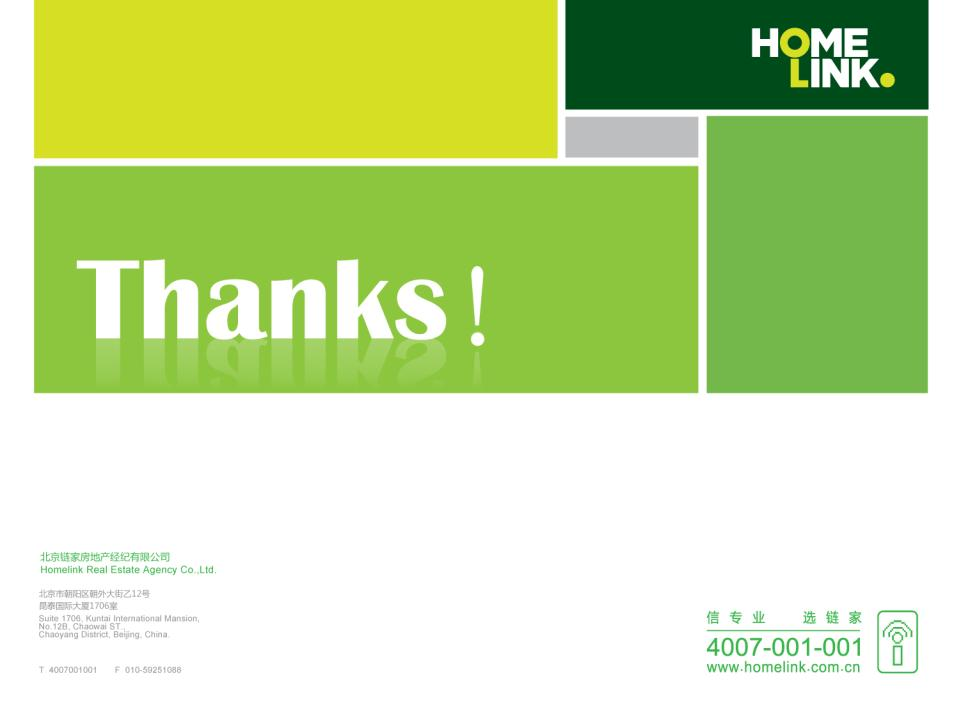 HOME
LINK.
Thanks!
北京链家房地产经纪有限公司
Homelink Real Estate Agency Co.,Ltd.
北京市朝阳区朝外大街乙12号
昆泰国际大厦1706室
Suite 1706, Kuntai International Mansion,
No.12B, Chaowai ST.,
Chaoyang District, Beijing, China.
T 4007001001 F 010-59251088
信专业 选链家
4007-001-001
www.homelink.com.cn